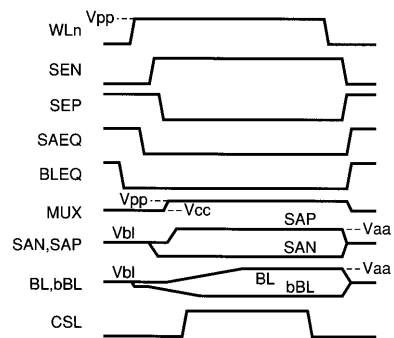 Vpp
WLn
SEN
SEP
SAEQ
BLEQ
Vpp
MUX
Vcc
SAP
Vbl
Vaa
SAN,SAP
SAN
Vbl
Vaa
BL,bBL
BL
bBL
CSL